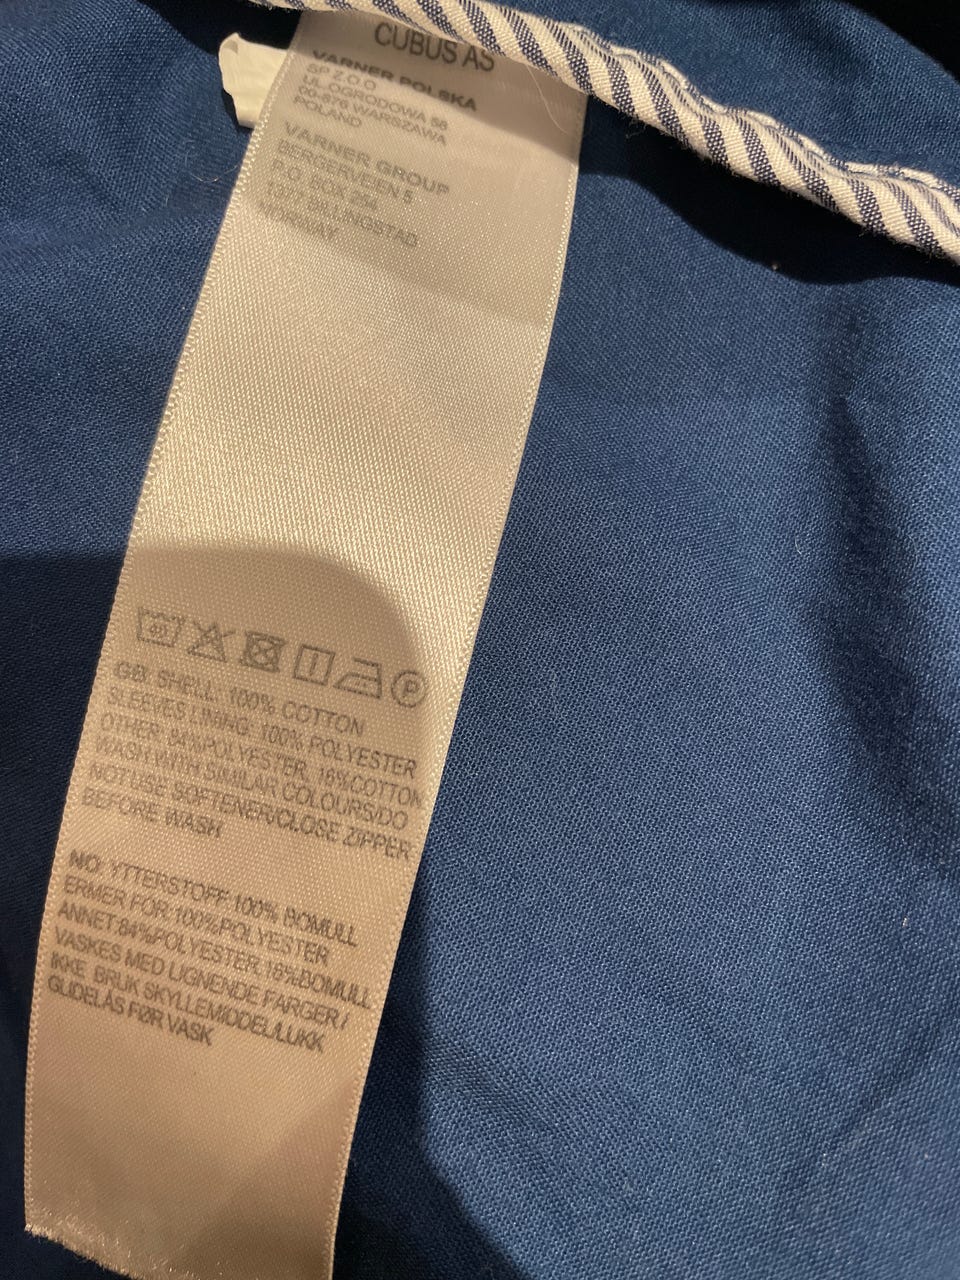 CUBUS AS
VARNER POLSKA
SP Z.O.O
UL. OGRODOWA 58
00-876 WARSZAWA
POLAND
VARNER GROUP
BERGERVEIEN 5
P.O. BOX 254
1377 BILLINGSTAD
NORWAY
40
P
GB: SHELL: 100% COTTON
SLEEVES LINING: 100% POLYESTER
OTHER: 84%POLYESTER, 16%COTTON
WASH WITH SIMILAR COLOURS/DO
NOT USE SOFTENER/CLOSE ZIPPER
BEFORE WASH
NO: YTTERSTOFF:100% BOMULL
ERMER FOR:100%POLYESTER
ANNET:84%POLYESTER,16%BOMULL
VASKES MED LIGNENDE FARGER/
IKKE BRUK SKYLLEMIDDEL/LUKK
GLIDELÅS FØR VASK